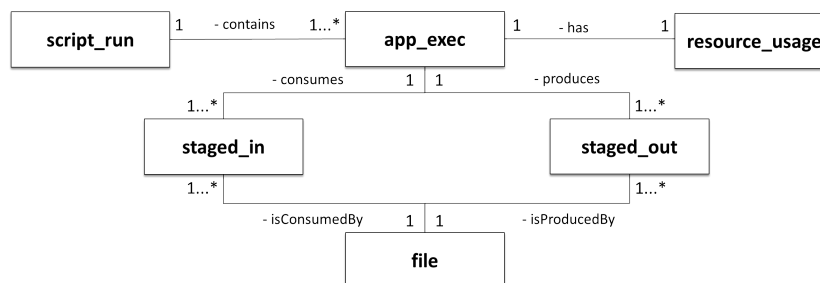 1 - contains 1...* 1 - has 1
script_run app_exec resource_usage
- consumes 1 1 - produces
1...* 1...*
staged_in staged_out
1...* 1...*
- isConsumedBy 1 1 - isProducedBy
file